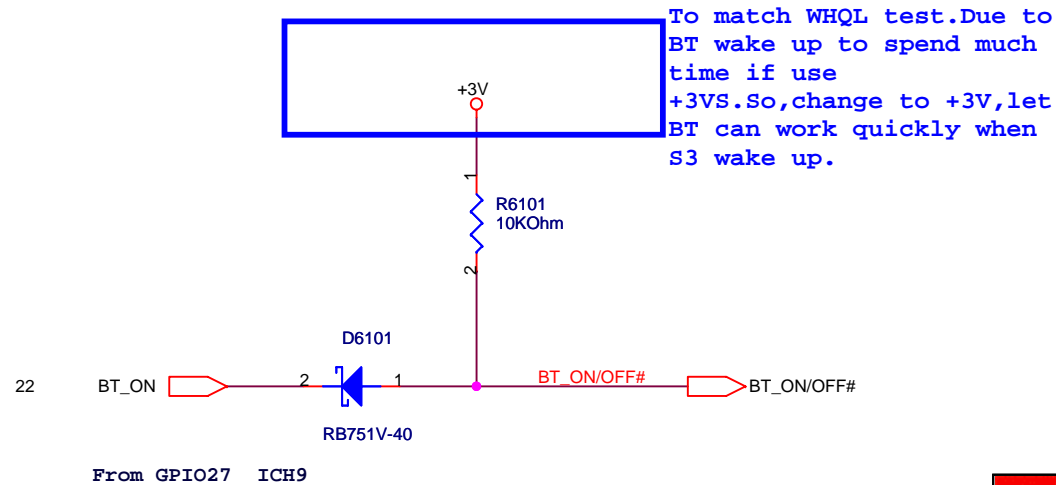 To match WHQL test.Due to
BT wake up to spend much
time if use
+3VS.So,change to +3V,let
BT can work quickly when
S3 wake up.
+3V
1
R6101
10KOhm
2
D6101
22 BT_ON 2 1 BT_ON/OFF# BT_ON/OFF#
RB751V-40
From GPIO27 ICH9